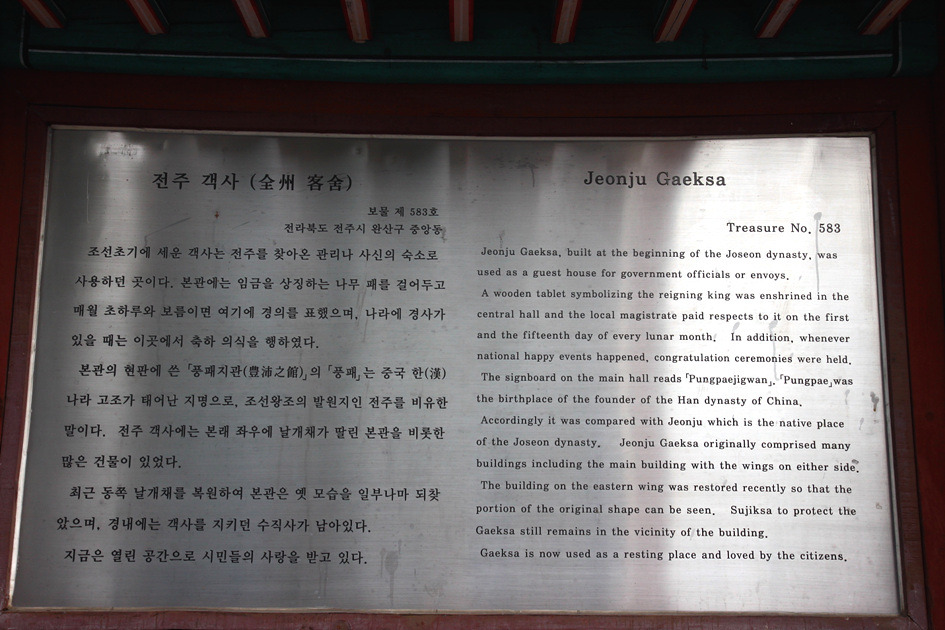 전주 객사 (全州 客舍)
보물 제 583호
전라북도 전주시 완산구 중앙동
조선초기에 세운 객사는 전주를 찾아온 관리나 사신의 숙소로
사용하던 곳이다. 본관에는 임금을 상징하는 나무 패를 걸어두고
매월 초하루와 보름이면 여기에 경의를 표했으며, 나라에 경사가
있을 때는 이곳에서 축하 의식을 행하였다.
본관의 현판에 쓴 「풍패지관(豊沛之館)」의 「풍패」는 중국 한(漢)
나라 고조가 태어난 지명으로, 조선왕조의 발원지인 전주를 비유한
말이다. 전주 객사에는 본래 좌우에 날개채가 딸린 본관을 비롯한
많은 건물이 있었다.
최근 동쪽 날개채를 복원하여 본관은 옛 모습을 일부나마 되찾
았으며, 경내에는 객사를 지키던 수직사가 남아있다.
지금은 열린 공간으로 시민들의 사랑을 받고 있다.
Jeonju Gaeksa
Treasure No. 583
Jeonju Gaeksa, built at the beginning of the Joseon dynasty, was
used as a guest house for government officials or envoys.
A wooden tablet symbolizing the reigning king was enshrined in the
central hall and the local magistrate paid respects to it on the first
and the fifteenth day of every lunar month. In addition, whenever
national happy events happened, congratulation ceremonies were held.
The signboard on the main hall reads 「Pungpaejigwan」. 「Pungpae」was
the birthplace of the founder of the Han dynasty of China.
Accordingly it was compared with Jeonju which is the native place
of the Joseon dynasty. Jeonju Gaeksa originally comprised many
buildings including the main building with the wings on either side.
The building on the eastern wing was restored recently so that the
portion of the original shape can be seen. Sujiksa to protect the
Gaeksa still remains in the vicinity of the building.
Gaeksa is now used as a resting place and loved by the citizens.